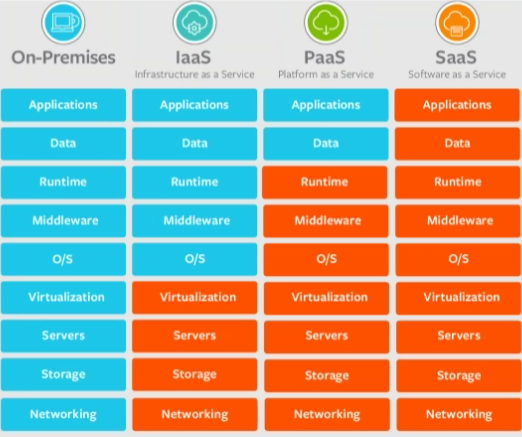 On-Premises IaaS PaaS SaaS
Infrastructure as a Service Platform as a Service Software as a Service
Applications Applications Applications Applications
Data Data Data Data
Runtime Runtime Runtime Runtime
Middleware Middleware Middleware Middleware
O/S O/S O/S O/S
Virtualization Virtualization Virtualization Virtualization
Servers Servers Servers Servers
Storage Storage Storage Storage
Networking Networking Networking Networking